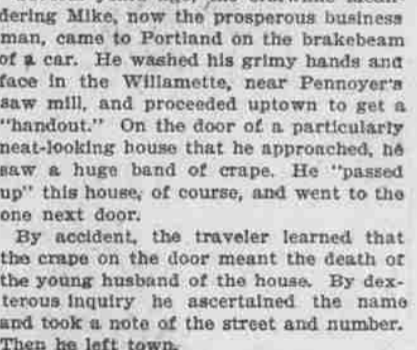 dering Mike, now the prosperous business
man, came to Portland on the brakebeam
of a car. He washed his grimy hands and
face in the Willamette, near Pennoyer's
saw mill, and proceeded uptown to get a
"handout." On the door of a particularly
neat-looking house that he approached, he
saw a huge band of crape. He "passed
up" this house, of course, and went to the
one next door.
By accident, the traveler learned that
the crape on the door meant the death of
the young husband of the house. By dex-
terous inquiry he ascertained the name
and took a note of the street and number.
Then he left town.